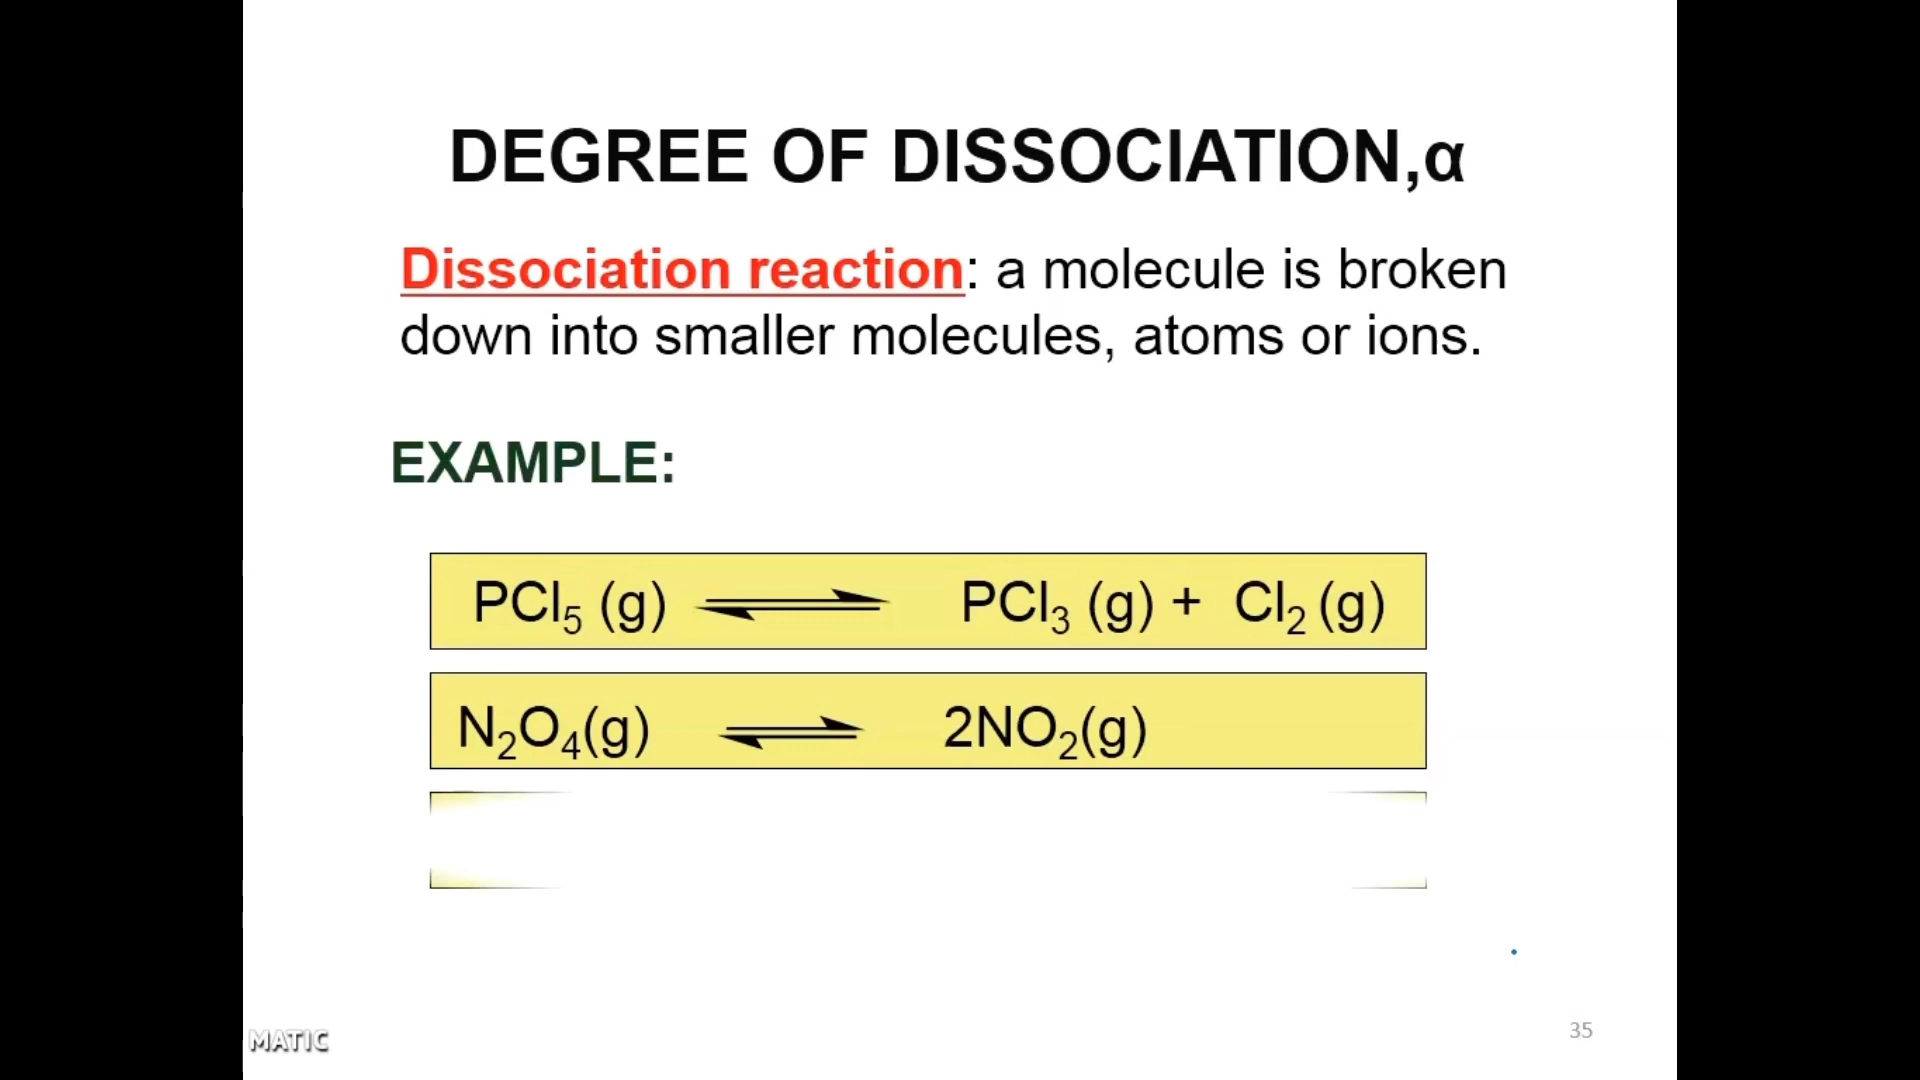 DEGREE OF DISSOCIATION,α
Dissociation reaction: a molecule is broken
down into smaller molecules, atoms or ions.
EXAMPLE:
PCl₅ (g) ⇌ PCl₃ (g) + Cl₂ (g)
N₂O₄(g) ⇌ 2NO₂(g)
MATIC
35